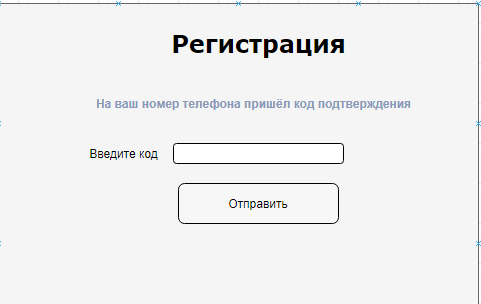 Регистрация
На ваш номер телефона пришёл код подтверждения
Введите код
Отправить